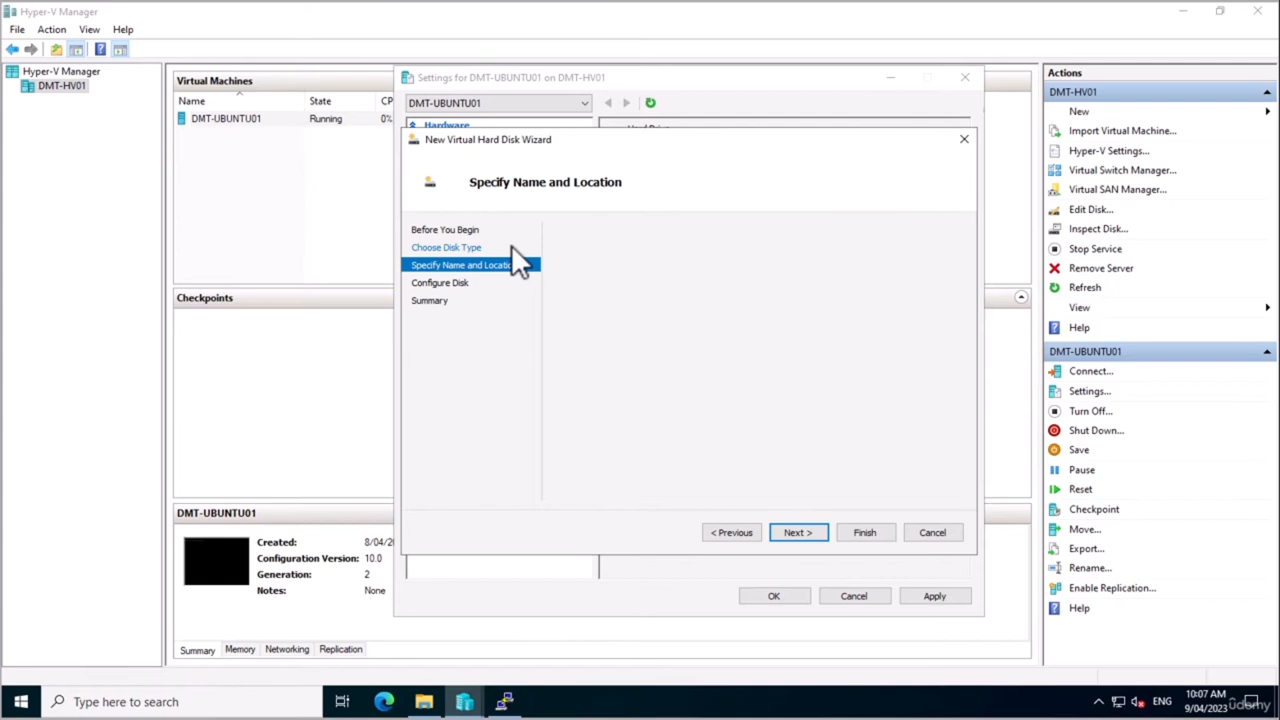 Hyper-V Manager
File Action View Help
Hyper-V Manager
DMT-HV01
Virtual Machines
Name State CP
DMT-UBUNTU01 Running 0%
Checkpoints
DMT-UBUNTU01
Created: 8/04/2
Configuration Version: 10.0
Generation: 2
Notes: None
Summary Memory Networking Replication
Settings for DMT-UBUNTU01 on DMT-HV01
DMT-UBUNTU01
Hardware
New Virtual Hard Disk Wizard
Specify Name and Location
Before You Begin
Choose Disk Type
Specify Name and Locatio
Configure Disk
Summary
< Previous Next > Finish Cancel
OK Cancel Apply
Actions
DMT-HV01
New
Import Virtual Machine...
Hyper-V Settings...
Virtual Switch Manager...
Virtual SAN Manager...
Edit Disk...
Inspect Disk...
Stop Service
Remove Server
Refresh
View
Help
DMT-UBUNTU01
Connect...
Settings...
Turn Off...
Shut Down...
Save
Pause
Reset
Checkpoint
Move...
Export...
Rename...
Enable Replication...
Help
Type here to search
ENG
10:07 AM
9/04/2023
udemy